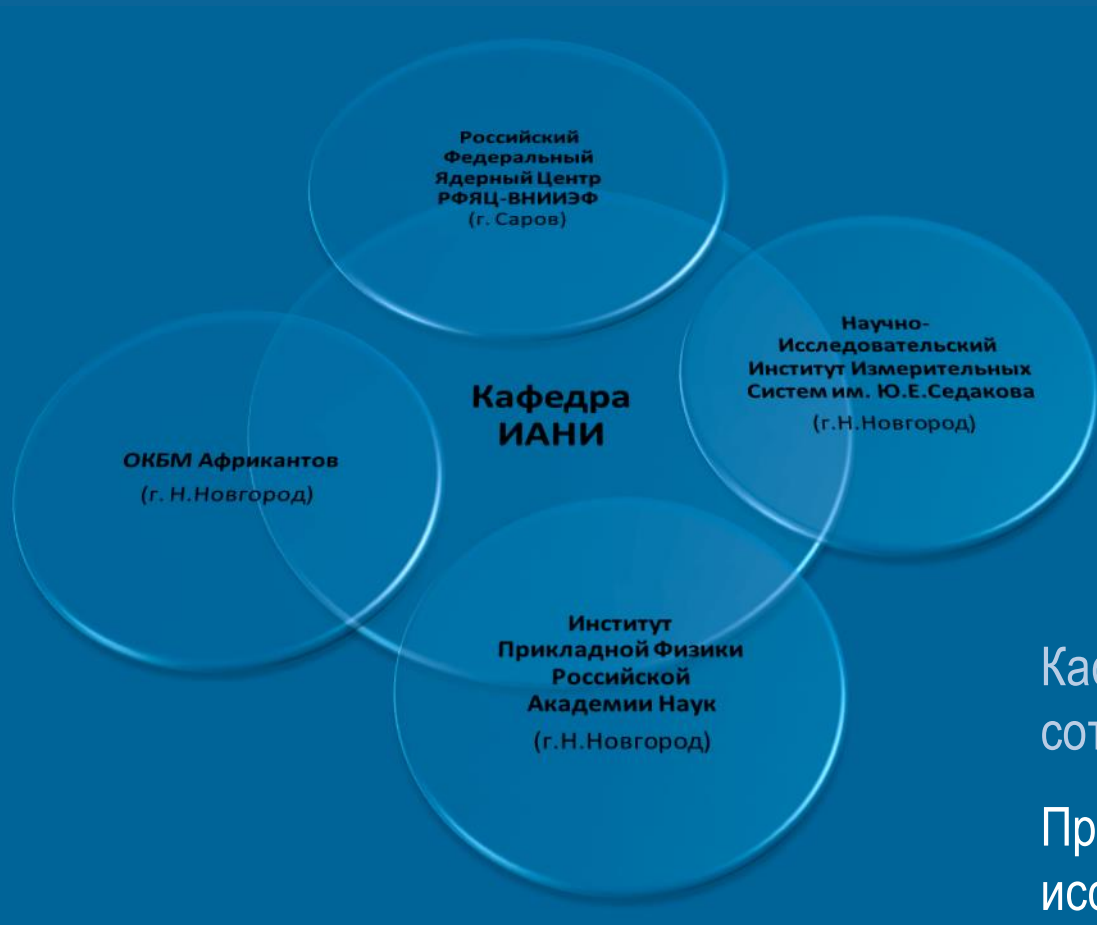 Российский
Федеральный
Ядерный Центр
РФЯЦ-ВНИИЭФ
(г. Саров)
Научно-
Исследовательский
Институт Измерительных
Систем им. Ю.Е.Седакова
(г.Н.Новгород)
Кафедра
ИАНИ
ОКБМ Африкантов
(г. Н.Новгород)
Институт
Прикладной Физики
Российской
Академии Наук
(г.Н.Новгород)